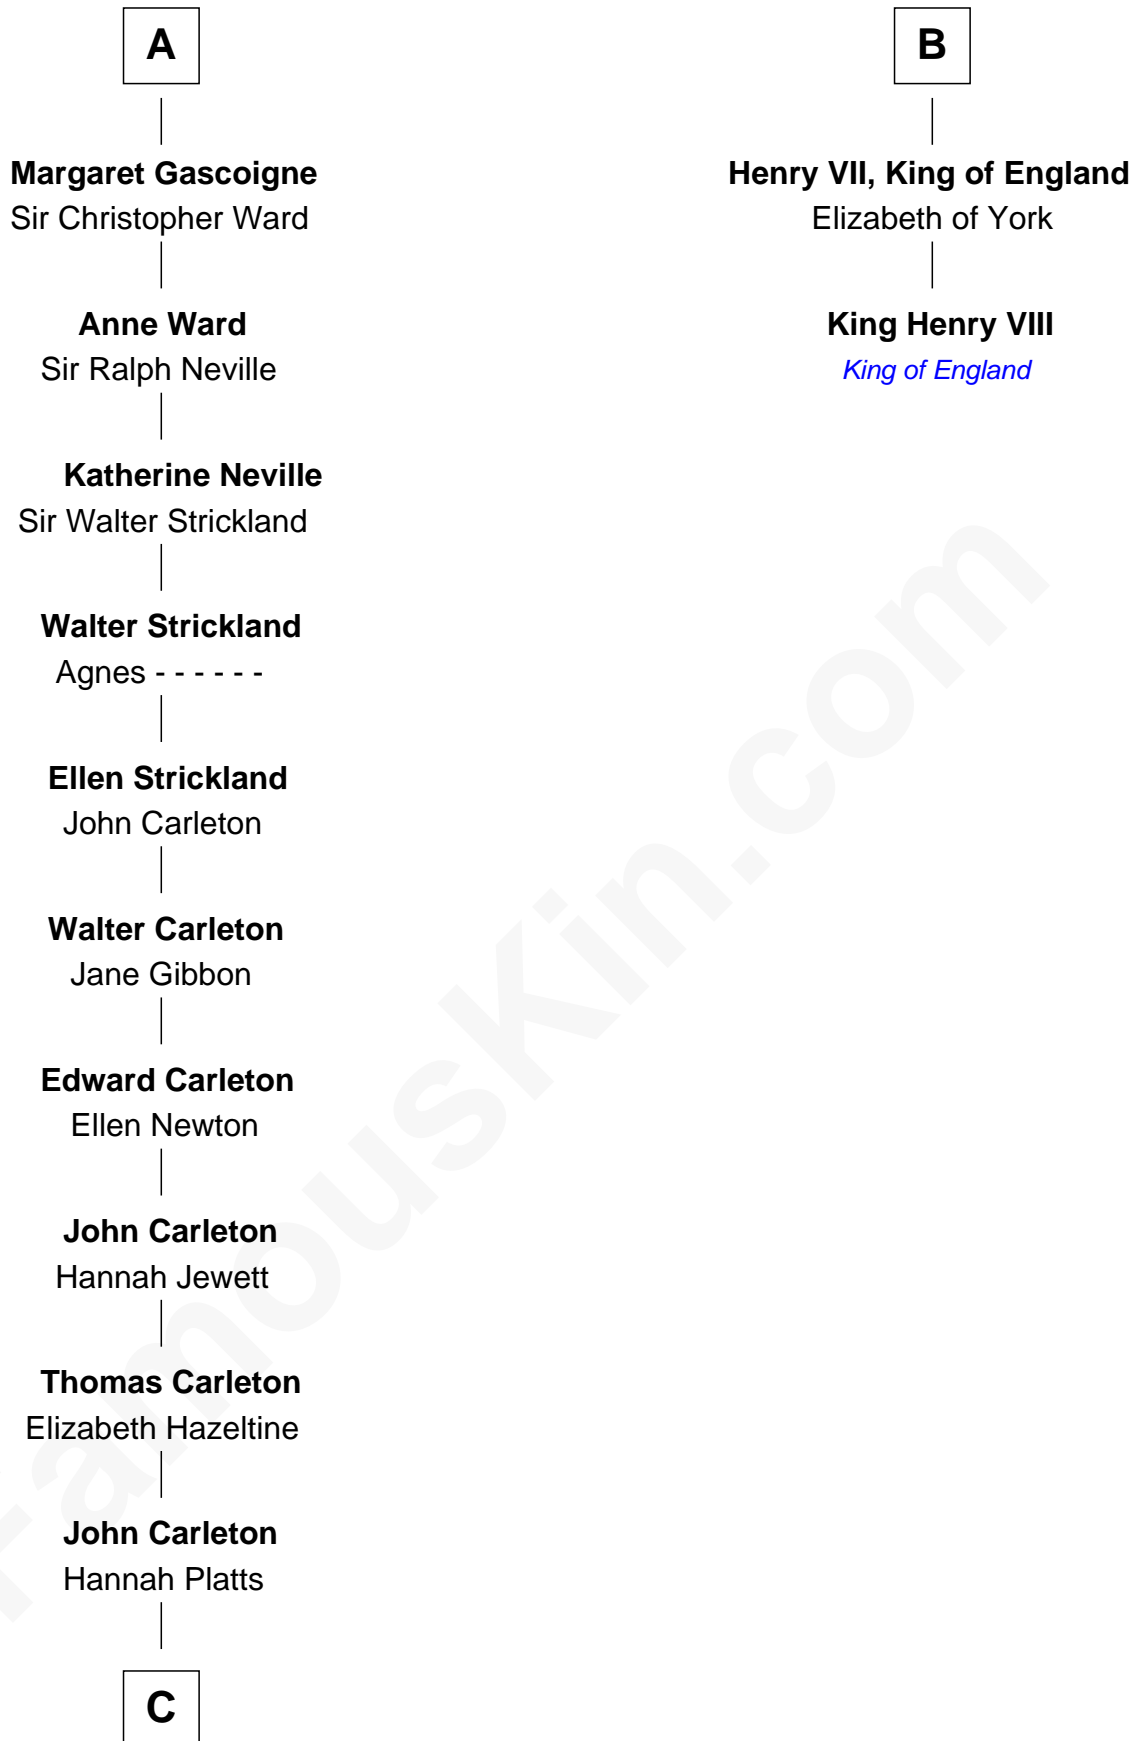 A
Margaret Gascoigne
Sir Christopher Ward
Anne Ward
Sir Ralph Neville
Katherine Neville
Sir Walter Strickland
Walter Strickland
Agnes - - - - - -
Ellen Strickland
John Carleton
Walter Carleton
Jane Gibbon
Edward Carleton
Ellen Newton
John Carleton
Hannah Jewett
Thomas Carleton
Elizabeth Hazeltine
John Carleton
Hannah Platts
C
B
Henry VII, King of England
Elizabeth of York
King Henry VIII
King of England
FamousKin.com